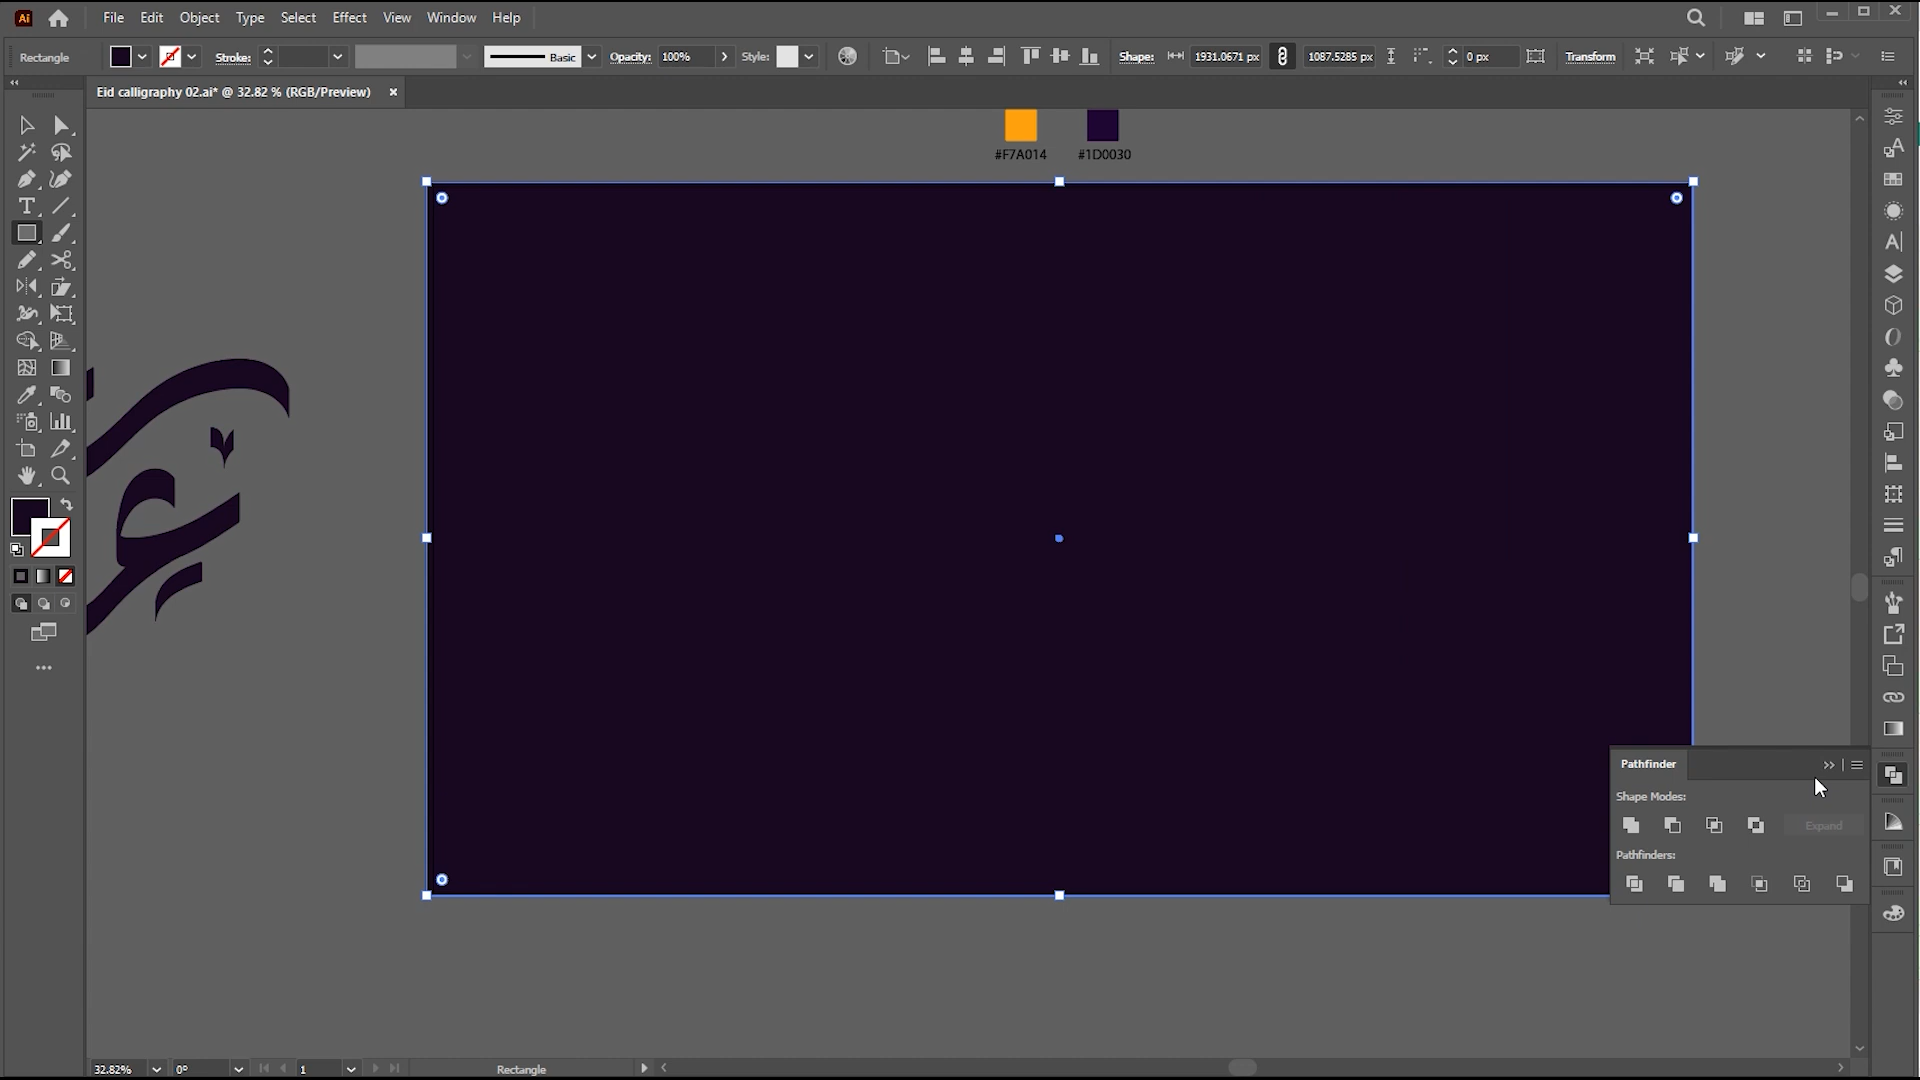 Ai File Edit Object Type Select Effect View Window Help
Rectangle Stroke: Basic Opacity: 100% Style: Shape: 1931.0671 px 1087.5285 px 0 px Transform
Eid calligraphy 02.ai* @ 32.82 % (RGB/Preview) ×
#F7A014 #1D0030
Pathfinder
Shape Modes:
Expand
Pathfinders:
32.82% 0° 1 Rectangle